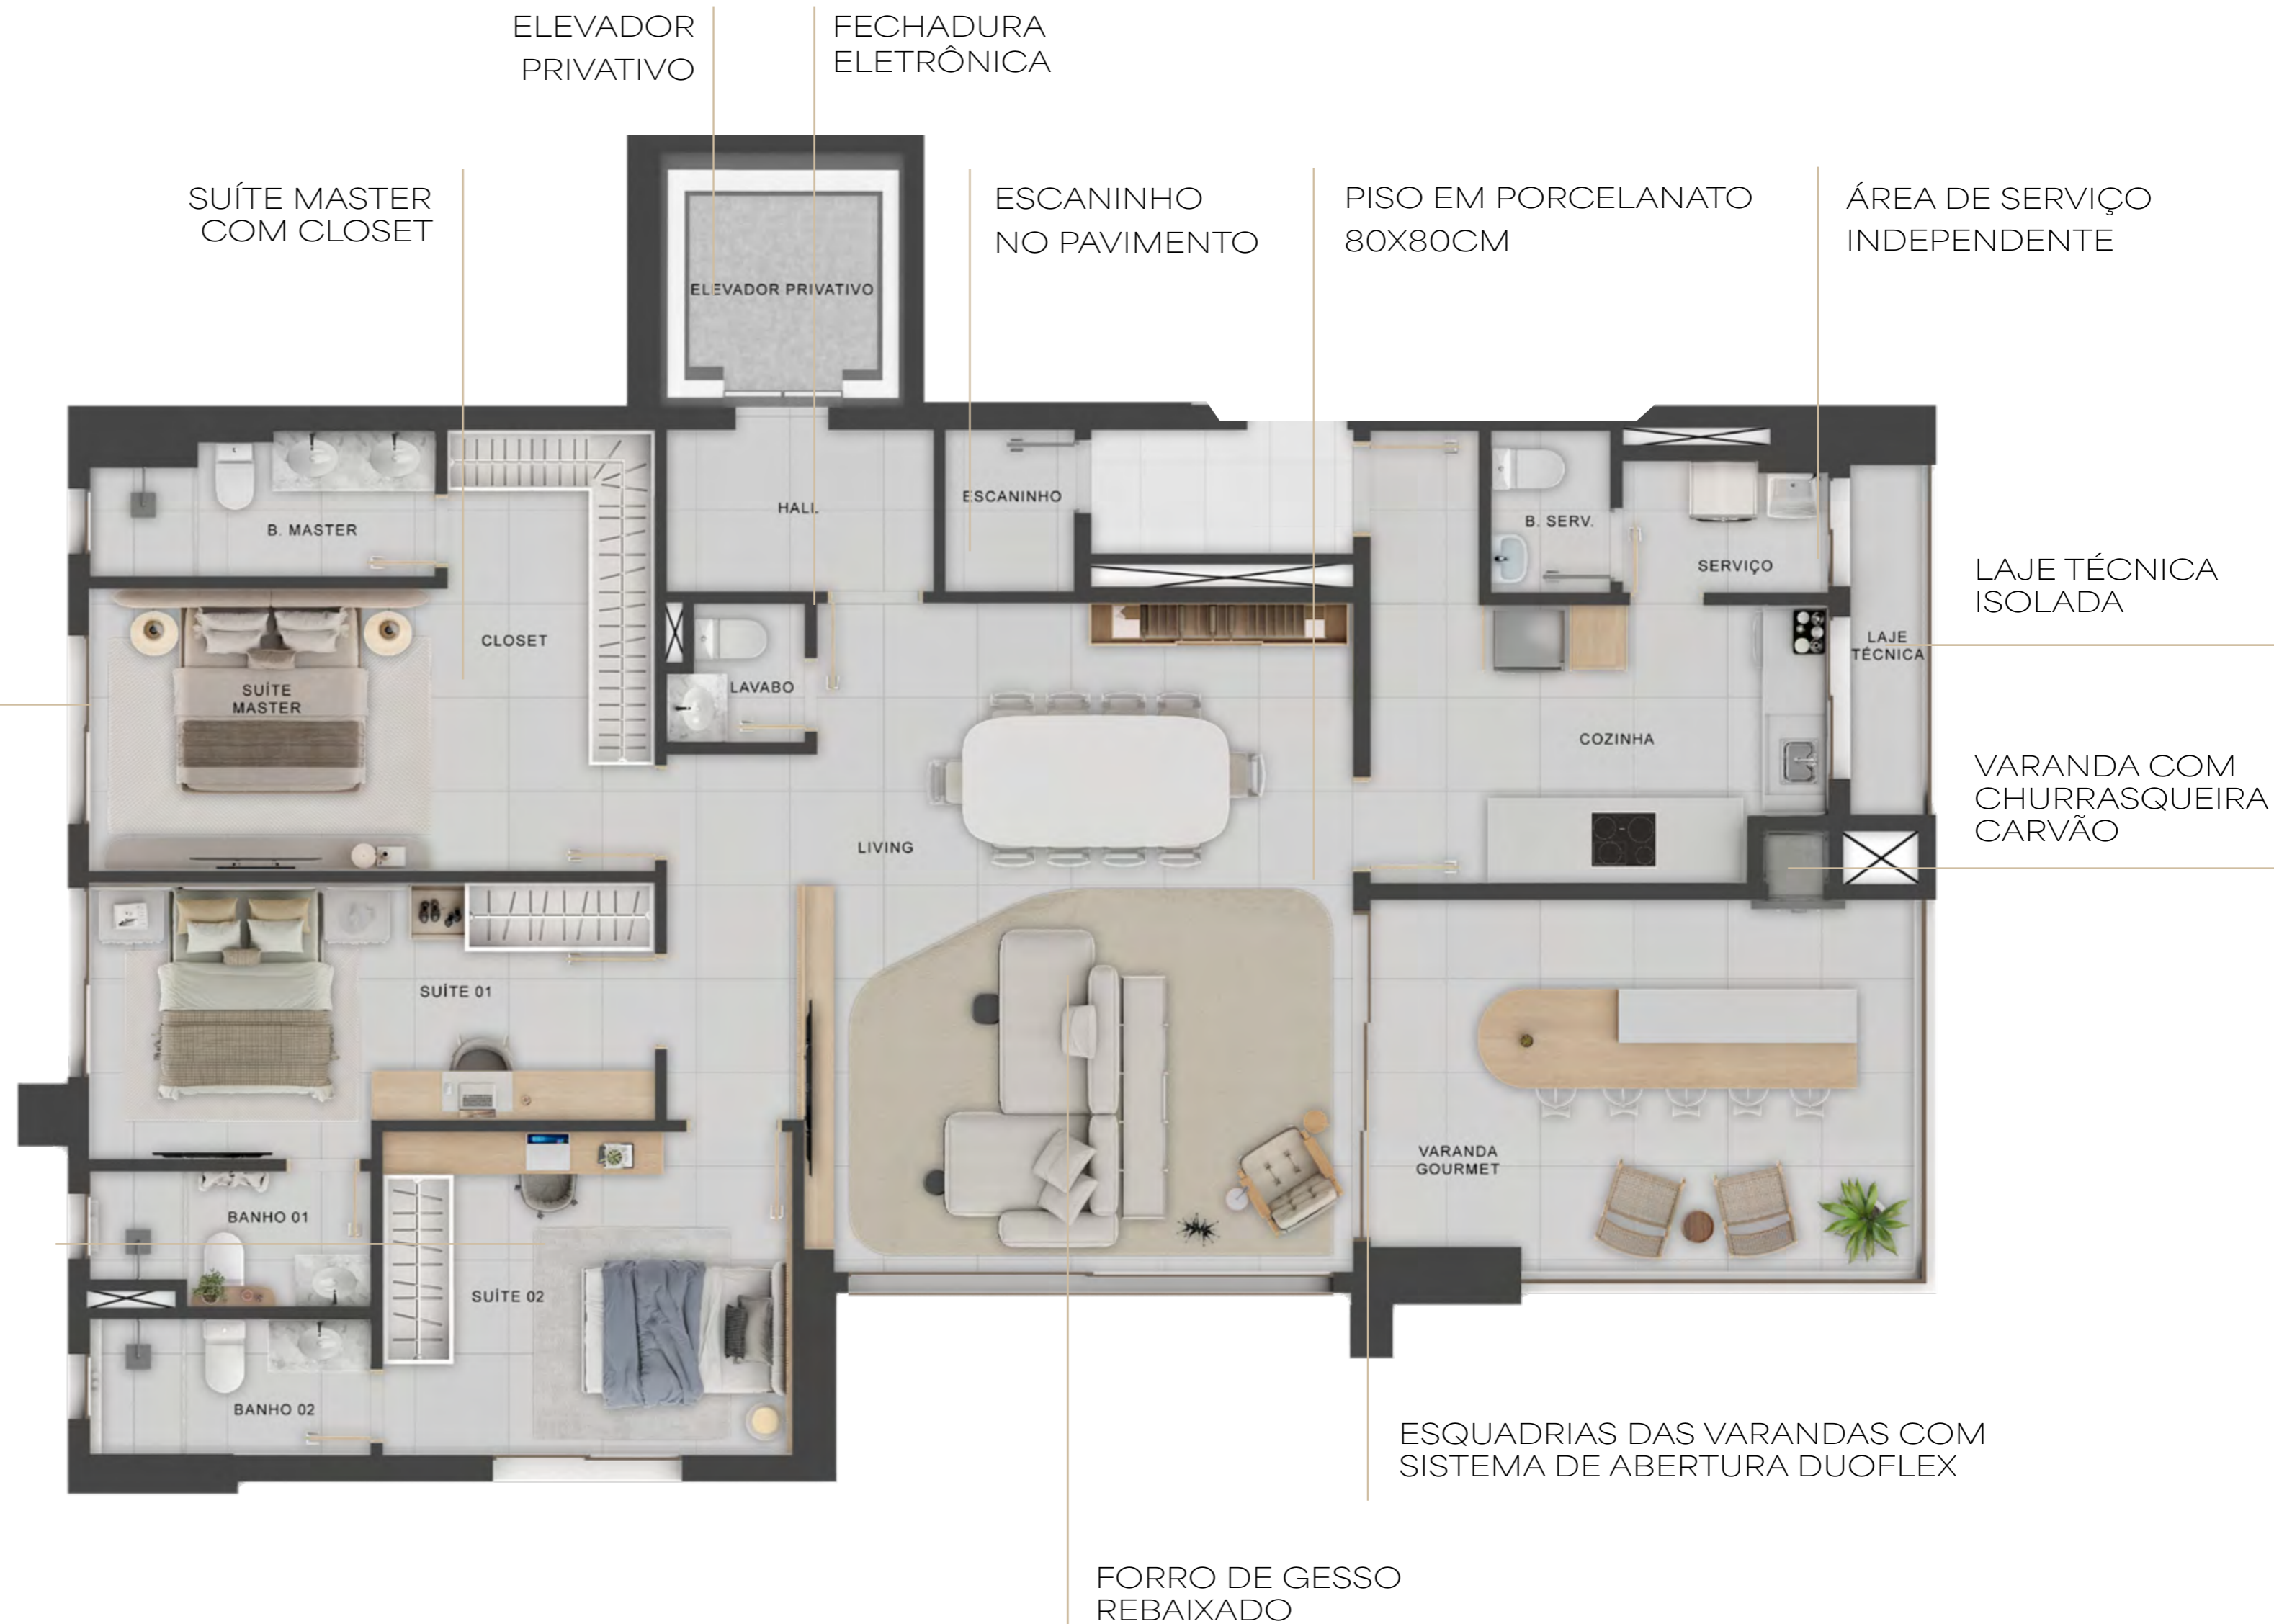 ELEVADOR
PRIVATIVO
FECHADURA
ELETRÔNICA
SUÍTE MASTER
COM CLOSET
ESCANINHO
NO PAVIMENTO
PISO EM PORCELANATO
80X80CM
ÁREA DE SERVIÇO
INDEPENDENTE
ELEVADOR PRIVATIVO
HALL
ESCANINHO
B. MASTER
B. SERV.
SERVIÇO
LAJE TÉCNICA
ISOLADA
CLOSET
LAJE
TÉCNICA
SUÍTE
MASTER
LAVABO
COZINHA
VARANDA COM
CHURRASQUEIRA
CARVÃO
LIVING
SUÍTE 01
VARANDA
GOURMET
BANHO 01
SUÍTE 02
BANHO 02
ESQUADRIAS DAS VARANDAS COM
SISTEMA DE ABERTURA DUOFLEX
FORRO DE GESSO
REBAIXADO